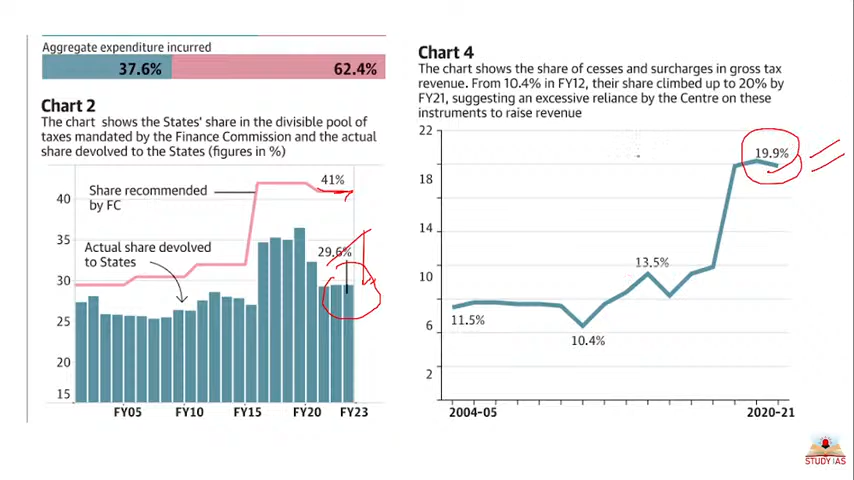 Aggregate expenditure incurred
37.6% 62.4%
Chart 2
The chart shows the States' share in the divisible pool of
taxes mandated by the Finance Commission and the actual
share devolved to the States (figures in %)
41%
40
Share recommended
by FC
35
Actual share devolved
to States
29.6%
30
25
20
15
FY05 FY10 FY15 FY20 FY23
Chart 4
The chart shows the share of cesses and surcharges in gross tax
revenue. From 10.4% in FY12, their share climbed up to 20% by
FY21, suggesting an excessive reliance by the Centre on these
instruments to raise revenue
22
19.9%
18
14
13.5%
10
11.5%
6
10.4%
2
2004-05 2020-21
STUDY IAS